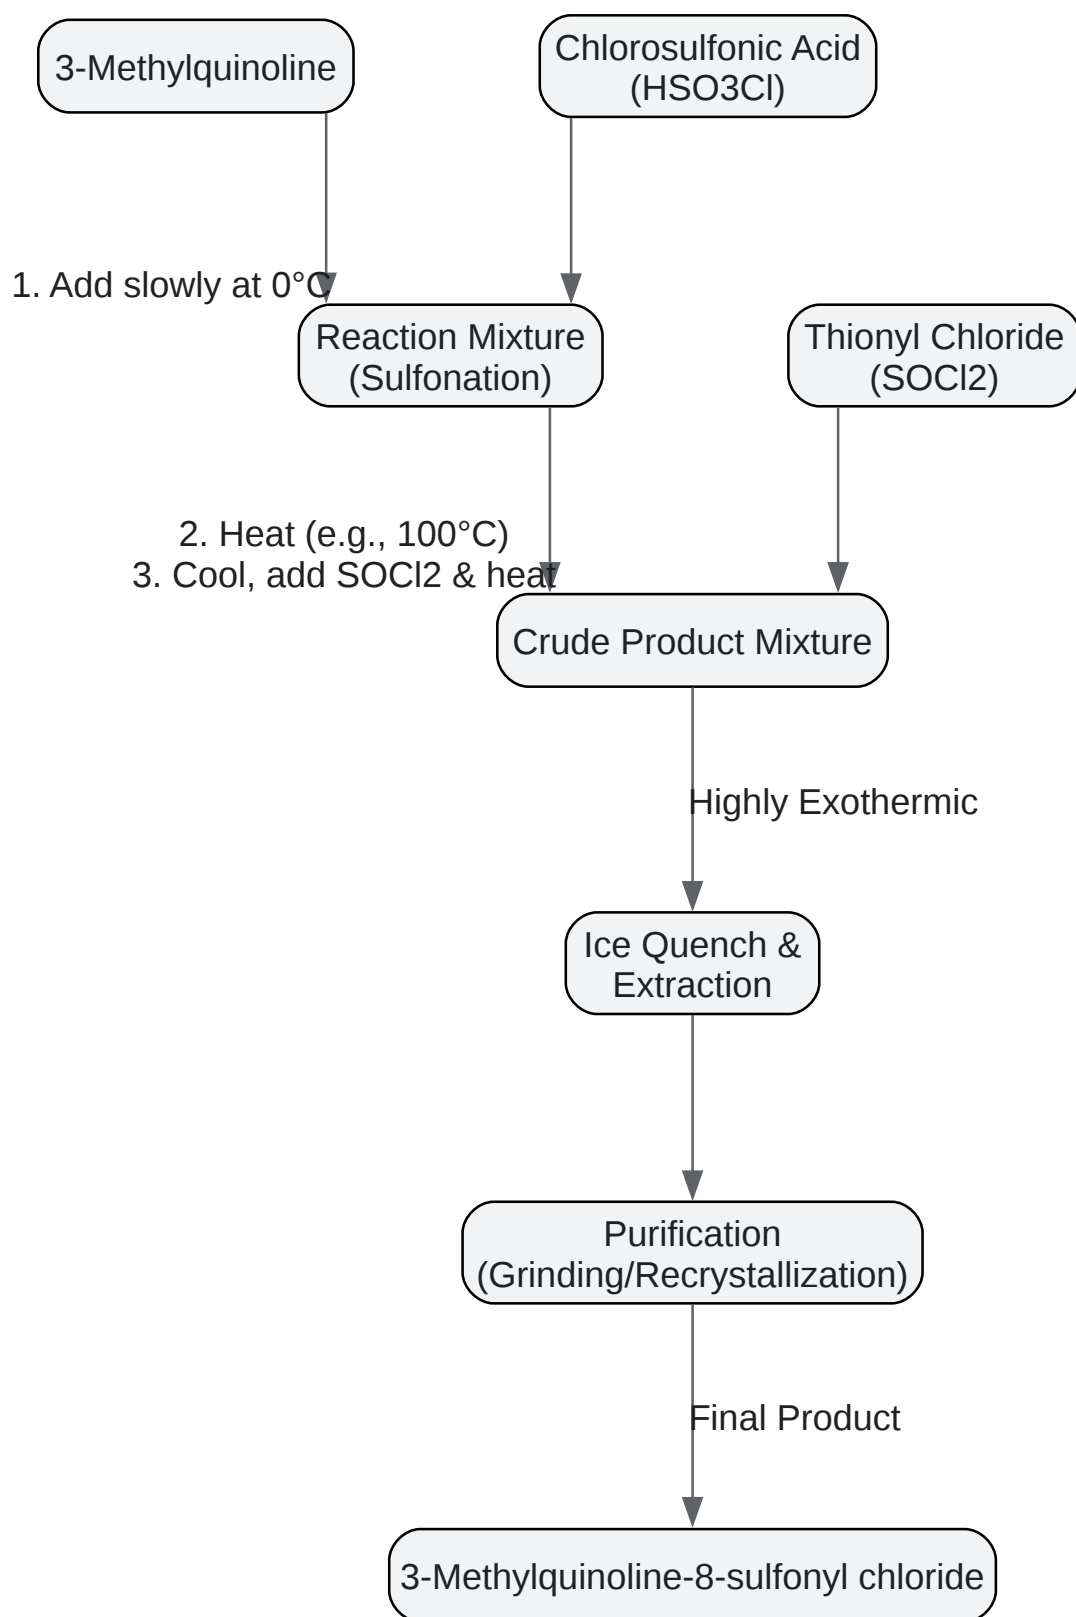 3-Methylquinoline
Chlorosulfonic Acid
(HSO3Cl)
1. Add slowly at 0°C
Reaction Mixture
(Sulfonation)
Thionyl Chloride
(SOCl2)
2. Heat (e.g., 100°C)
3. Cool, add SOCl2 & heat
Crude Product Mixture
Highly Exothermic
Ice Quench &
Extraction
Purification
(Grinding/Recrystallization)
Final Product
3-Methylquinoline-8-sulfonyl chloride